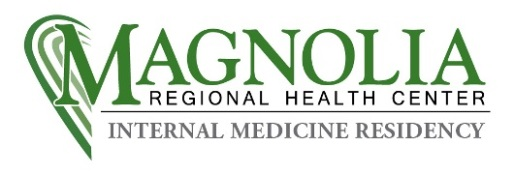 MAGNOLIA
REGIONAL HEALTH CENTER
INTERNAL MEDICINE RESIDENCY